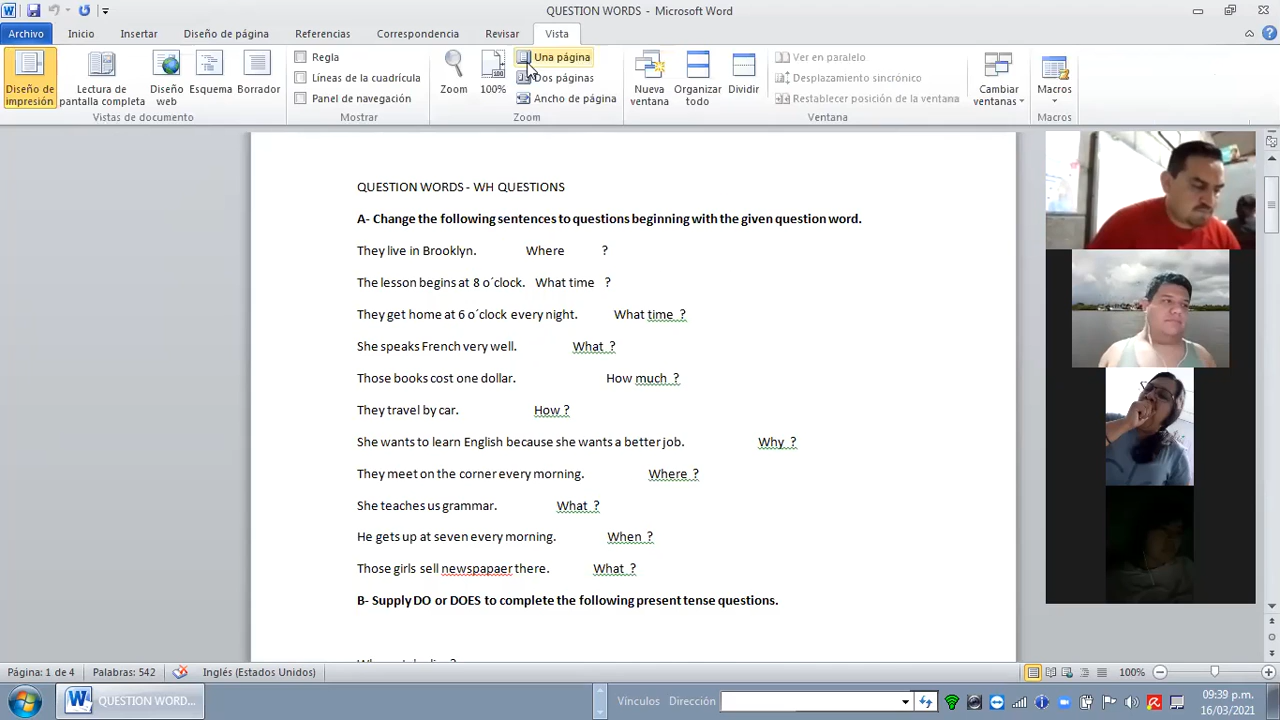 QUESTION WORDS - Microsoft Word
Archivo Inicio Insertar Diseño de página Referencias Correspondencia Revisar Vista
Diseño de impresión
Lectura de pantalla completa
Diseño web
Esquema
Borrador
Vistas de documento
Regla
Líneas de la cuadrícula
Panel de navegación
Mostrar
Zoom
100%
Una página
Dos páginas
Ancho de página
Zoom
Nueva ventana
Organizar todo
Dividir
Ver en paralelo
Desplazamiento sincrónico
Restablecer posición de la ventana
Ventana
Cambiar ventanas
Macros
Macros
QUESTION WORDS - WH QUESTIONS
A- Change the following sentences to questions beginning with the given question word.
They live in Brooklyn. Where ?
The lesson begins at 8 o´clock. What time ?
They get home at 6 o´clock every night. What time ?
She speaks French very well. What ?
Those books cost one dollar. How much ?
They travel by car. How ?
She wants to learn English because she wants a better job. Why ?
They meet on the corner every morning. Where ?
She teaches us grammar. What ?
He gets up at seven every morning. When ?
Those girls sell newspapaer there. What ?
B- Supply DO or DOES to complete the following present tense questions.
Página: 1 de 4 Palabras: 542 Inglés (Estados Unidos) 100%
QUESTION WORD... Vínculos Dirección 09:39 p.m.
16/03/2021